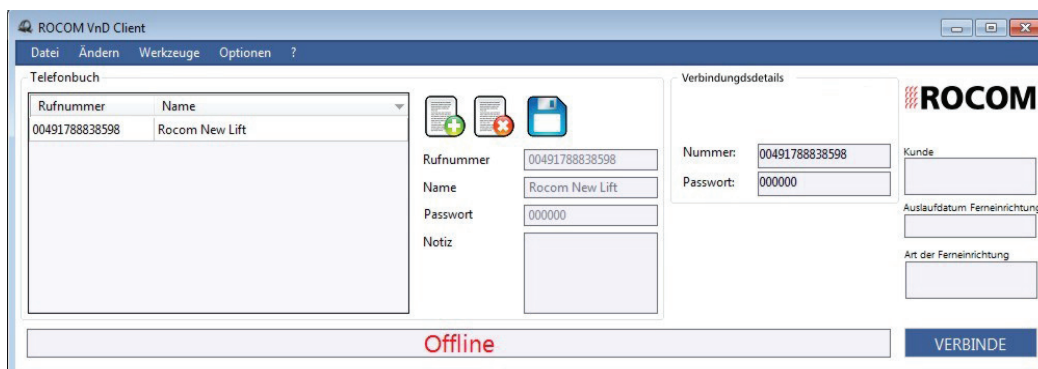 ROCOM VnD Client
Datei Ändern Werkzeuge Optionen ?
Telefonbuch
Rufnummer Name
00491788838598 Rocom New Lift
Rufnummer 00491788838598
Name Rocom New Lift
Passwort 000000
Notiz
Verbindungdsdetails
Nummer: 00491788838598
Passwort: 000000
ROCOM
Kunde
Auslaufdatum Ferneinrichtung
Art der Ferneinrichtung
Offline
VERBINDE